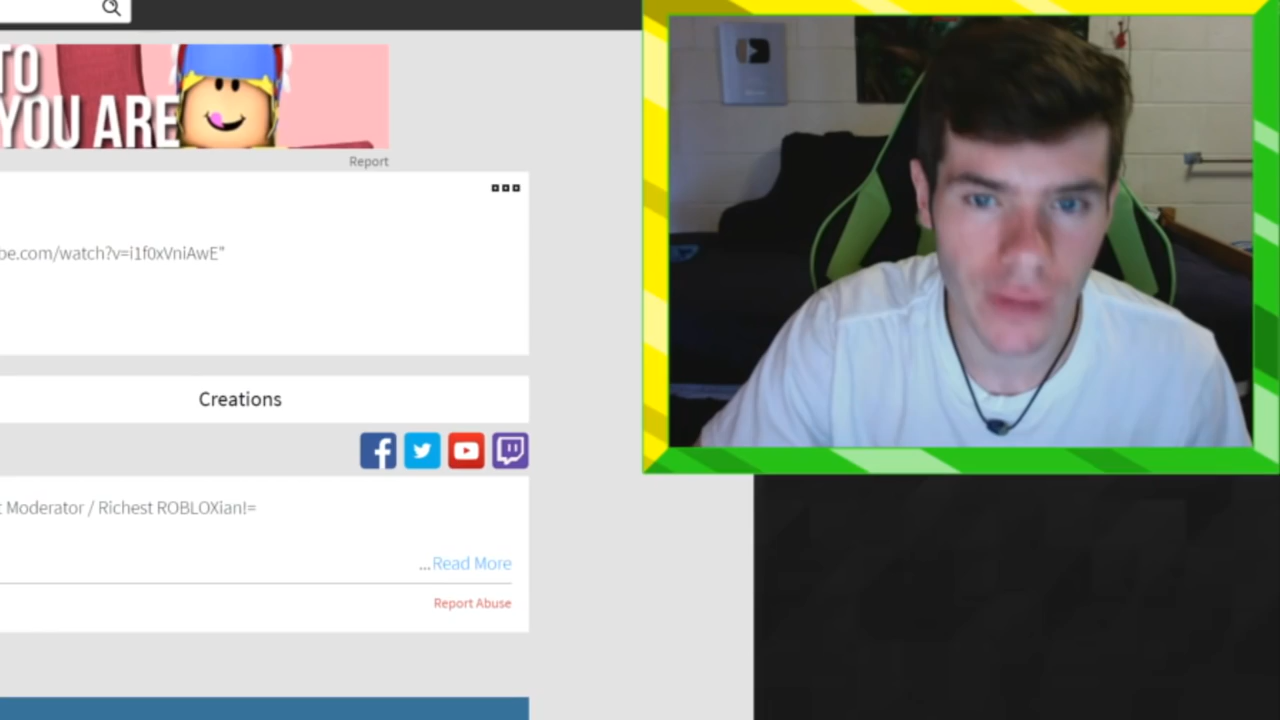 TO
YOU ARE
Report
be.com/watch?v=i1f0xVniAwE"
Creations
t Moderator / Richest ROBLOXian!=
...Read More
Report Abuse